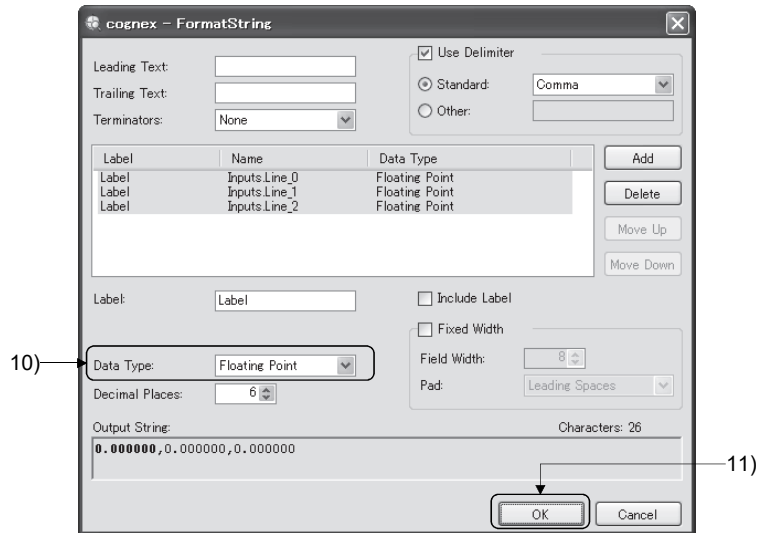 cognex - FormatString
Leading Text:
Trailing Text:
Terminators: None
Use Delimiter
Standard: Comma
Other:
Label Name Data Type
Label Inputs.Line_0 Floating Point
Label Inputs.Line_1 Floating Point
Label Inputs.Line_2 Floating Point
Add
Delete
Move Up
Move Down
Label: Label
Include Label
Fixed Width
10)
Data Type: Floating Point
Field Width: 8
Decimal Places: 6
Pad: Leading Spaces
Output String: Characters: 26
0.000000,0.000000,0.000000
11)
OK Cancel